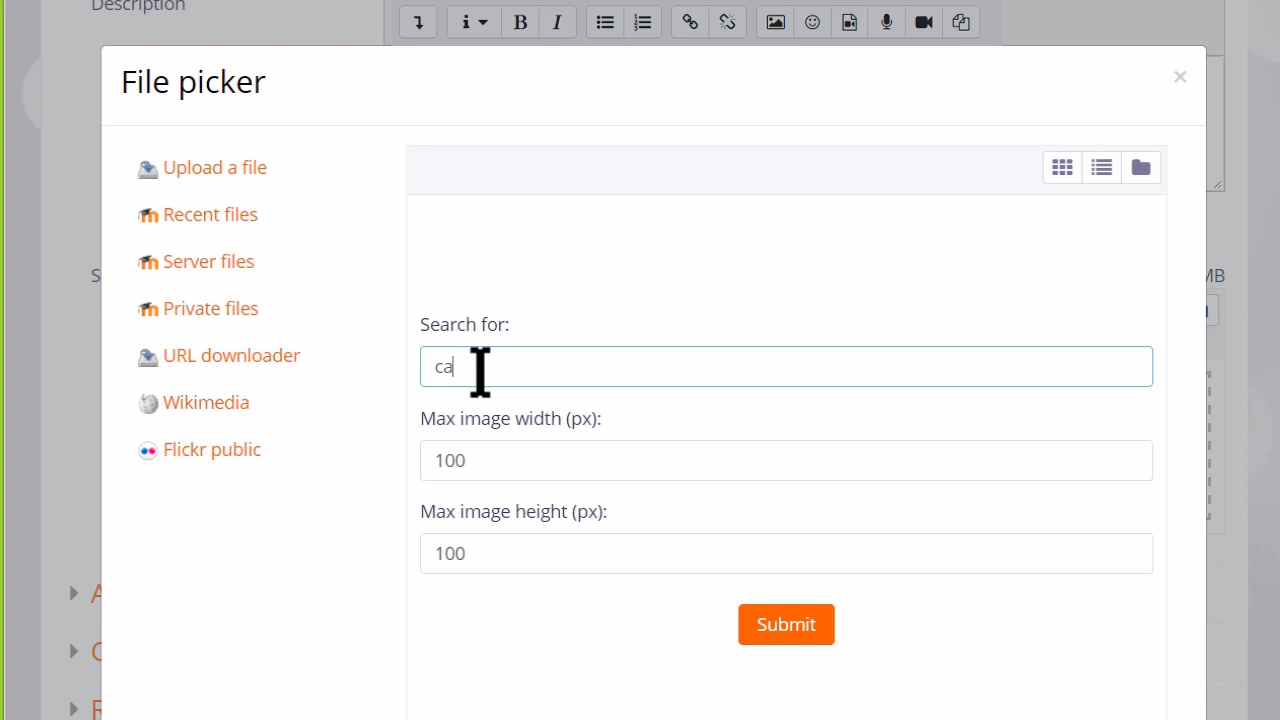 Description
File picker
×
Upload a file
Recent files
Server files
Private files
URL downloader
Wikimedia
Flickr public
Search for:
ca
Max image width (px):
100
Max image height (px):
100
Submit
S
MB
A
C
F